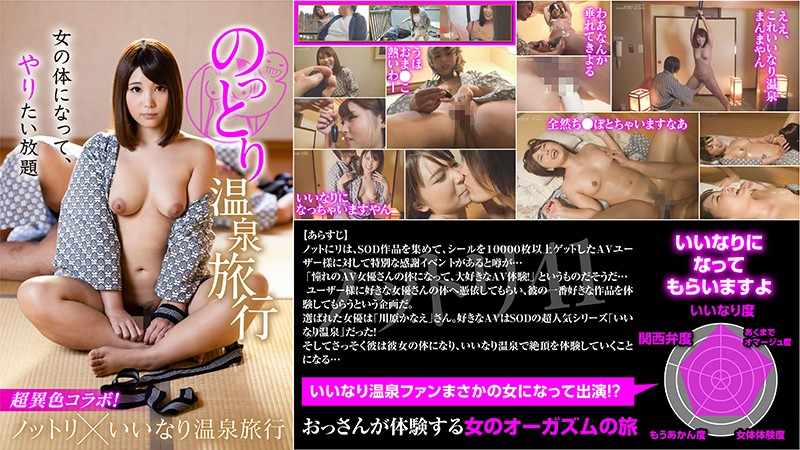 女の体になって、
やりたい放題
のっとり
温泉旅行
超異色コラボ!
ノットリ×いいなり温泉旅行
うほ
おま●こ
熱いわー
わあなんか
垂れてきよる
ええ、
これいいなり温泉
まんまやん
いいなりに
なっちゃいますやん
全然ち●ぽとちゃいますなあ
【あらすじ】
ノットにリは、SOD作品を集めて、シールを10000枚以上ゲットしたAVユー
ザー様に対して特別な感謝イベントがあると噂が…
「憧れのAV女優さんの体になって、大好きなAV体験!」というものだそうだ…
ユーザー様に好きな女優さんの体へ憑依してもらい、彼の一番好きな作品を体
験してもらうという企画だ。
選ばれた女優は「川原かなえ」さん。好きなAVはSODの超人気シリーズ「いい
なり温泉」だった!
そしてさっそく彼は彼女の体になり、いいなり温泉で絶頂を体験していくこと
になる…
いいなり温泉ファンまさかの女になって出演!?
おっさんが体験する女のオーガズムの旅
いいなりに
なって
もらいますよ
いいなり度
関西弁度
あくまで
オマージュ度
もうあかん度
女体体験度